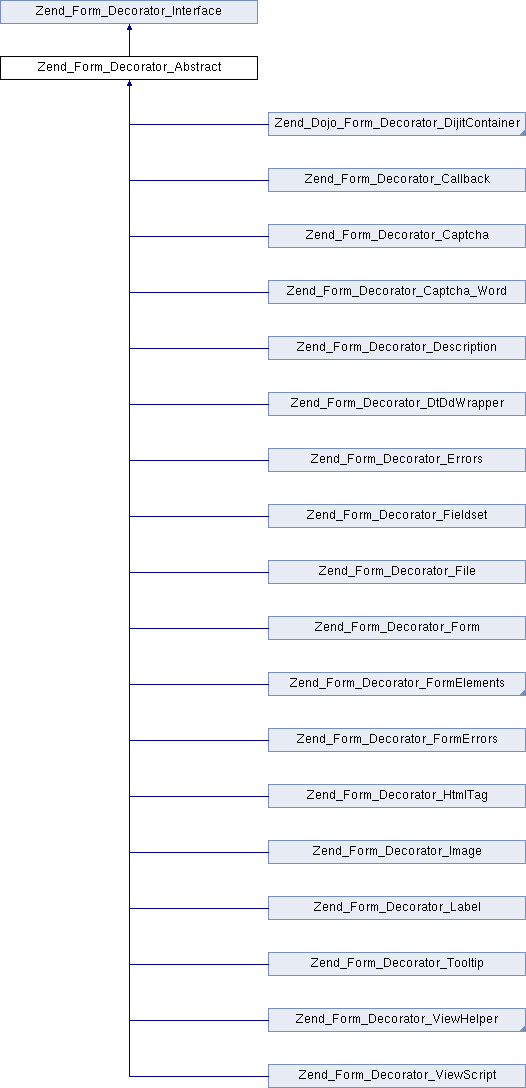 Zend_Form_Decorator_Interface
Zend_Form_Decorator_Abstract
Zend_Dojo_Form_Decorator_DijitContainer
Zend_Form_Decorator_Callback
Zend_Form_Decorator_Captcha
Zend_Form_Decorator_Captcha_Word
Zend_Form_Decorator_Description
Zend_Form_Decorator_DtDdWrapper
Zend_Form_Decorator_Errors
Zend_Form_Decorator_Fieldset
Zend_Form_Decorator_File
Zend_Form_Decorator_Form
Zend_Form_Decorator_FormElements
Zend_Form_Decorator_FormErrors
Zend_Form_Decorator_HtmlTag
Zend_Form_Decorator_Image
Zend_Form_Decorator_Label
Zend_Form_Decorator_Tooltip
Zend_Form_Decorator_ViewHelper
Zend_Form_Decorator_ViewScript